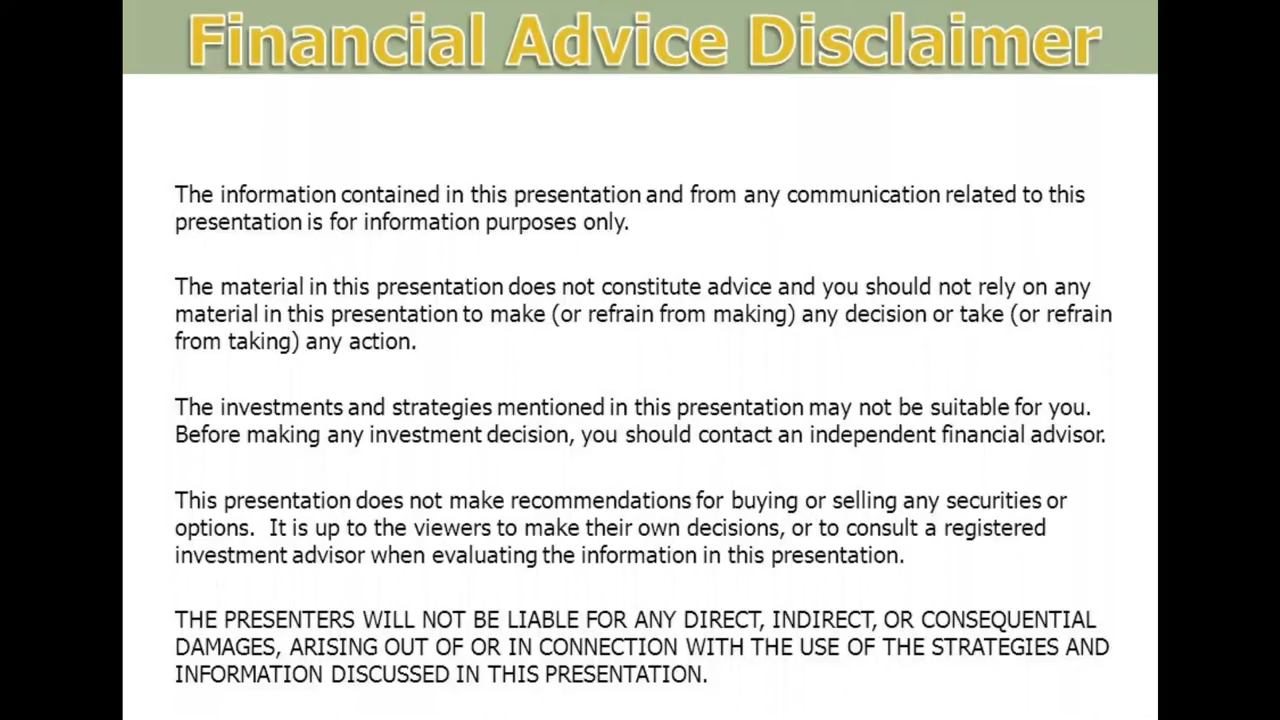 Financial Advice Disclaimer
The information contained in this presentation and from any communication related to this
presentation is for information purposes only.
The material in this presentation does not constitute advice and you should not rely on any
material in this presentation to make (or refrain from making) any decision or take (or refrain
from taking) any action.
The investments and strategies mentioned in this presentation may not be suitable for you.
Before making any investment decision, you should contact an independent financial advisor.
This presentation does not make recommendations for buying or selling any securities or
options.  It is up to the viewers to make their own decisions, or to consult a registered
investment advisor when evaluating the information in this presentation.
THE PRESENTERS WILL NOT BE LIABLE FOR ANY DIRECT, INDIRECT, OR CONSEQUENTIAL
DAMAGES, ARISING OUT OF OR IN CONNECTION WITH THE USE OF THE STRATEGIES AND
INFORMATION DISCUSSED IN THIS PRESENTATION.